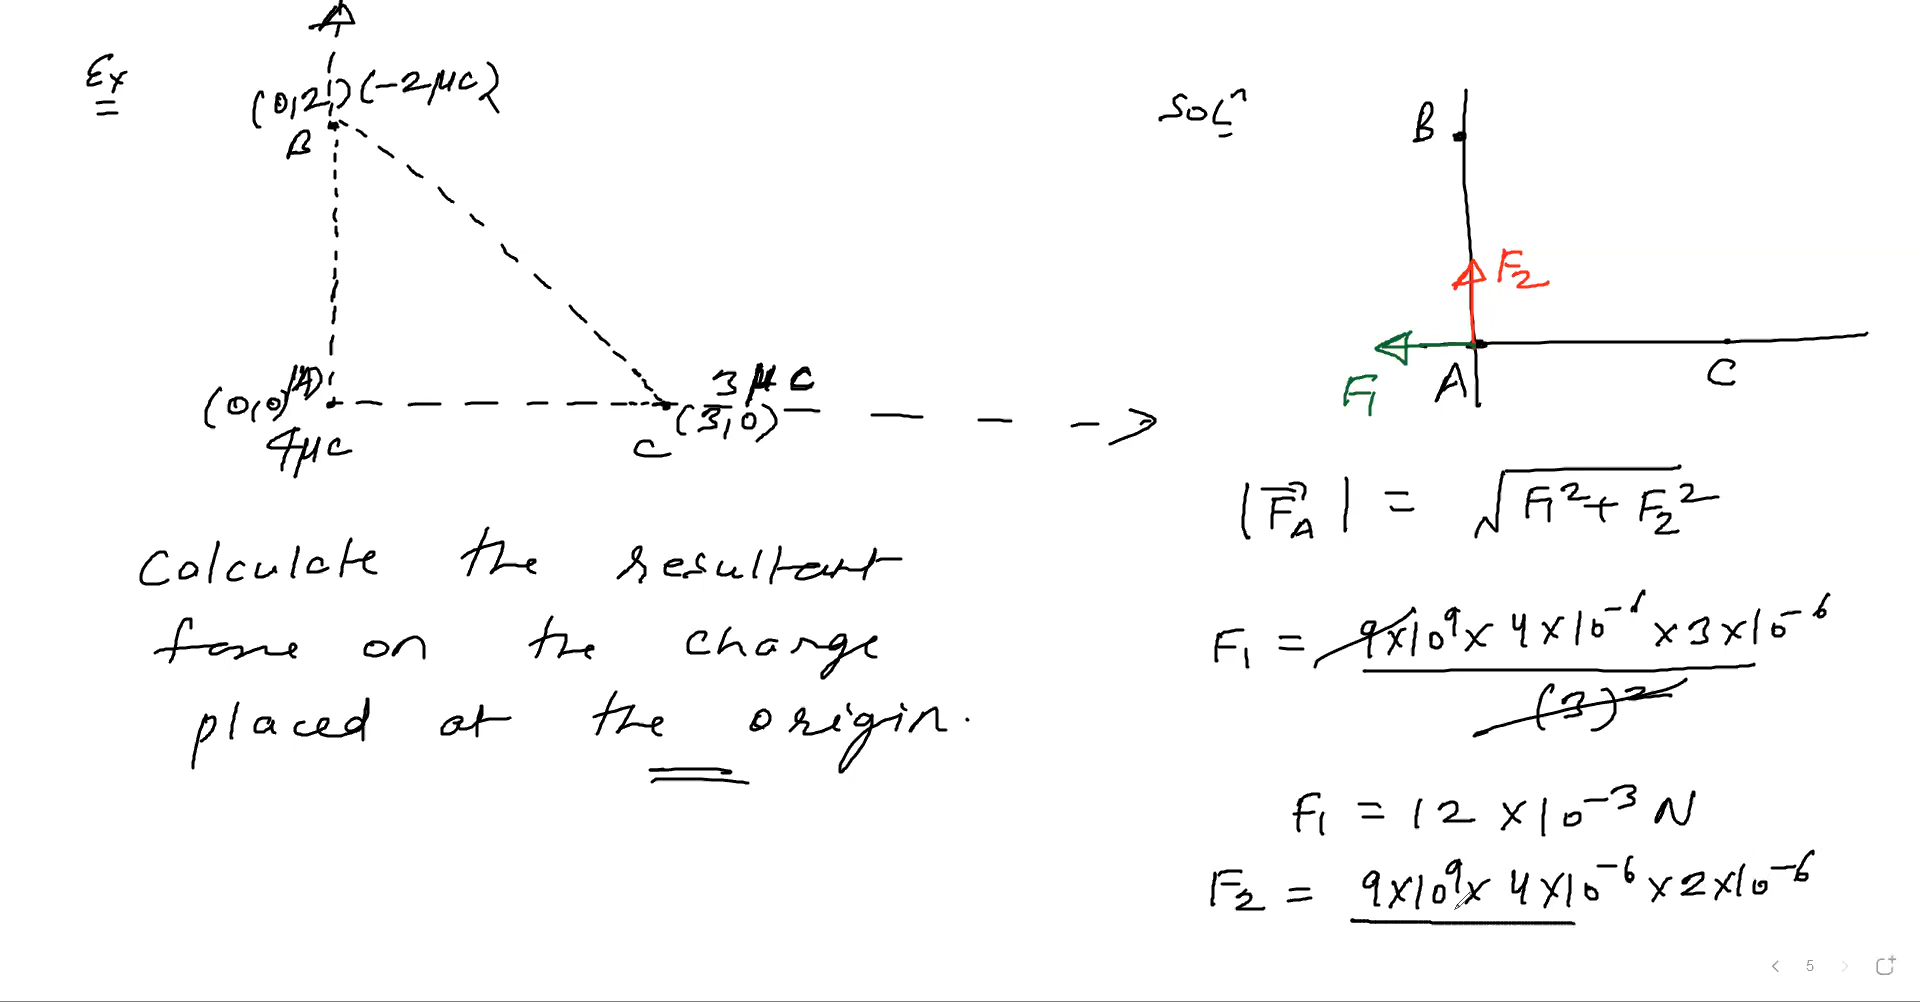 Ex
(0,2) (-2μC)
B
(0,0) (A)
4μC
3μC
(3,0)
C
Calculate the resultant
force on the charge
placed at the origin.
Solⁿ
B
F₂
F₁
A
C
|F⃗_A| = √(F₁² + F₂²)
F₁ = 9×10⁹ × 4×10⁻⁶ × 3×10⁻⁶
(3)²
F₁ = 12 × 10⁻³ N
F₂ = 9×10⁹ × 4×10⁻⁶ × 2×10⁻⁶
5